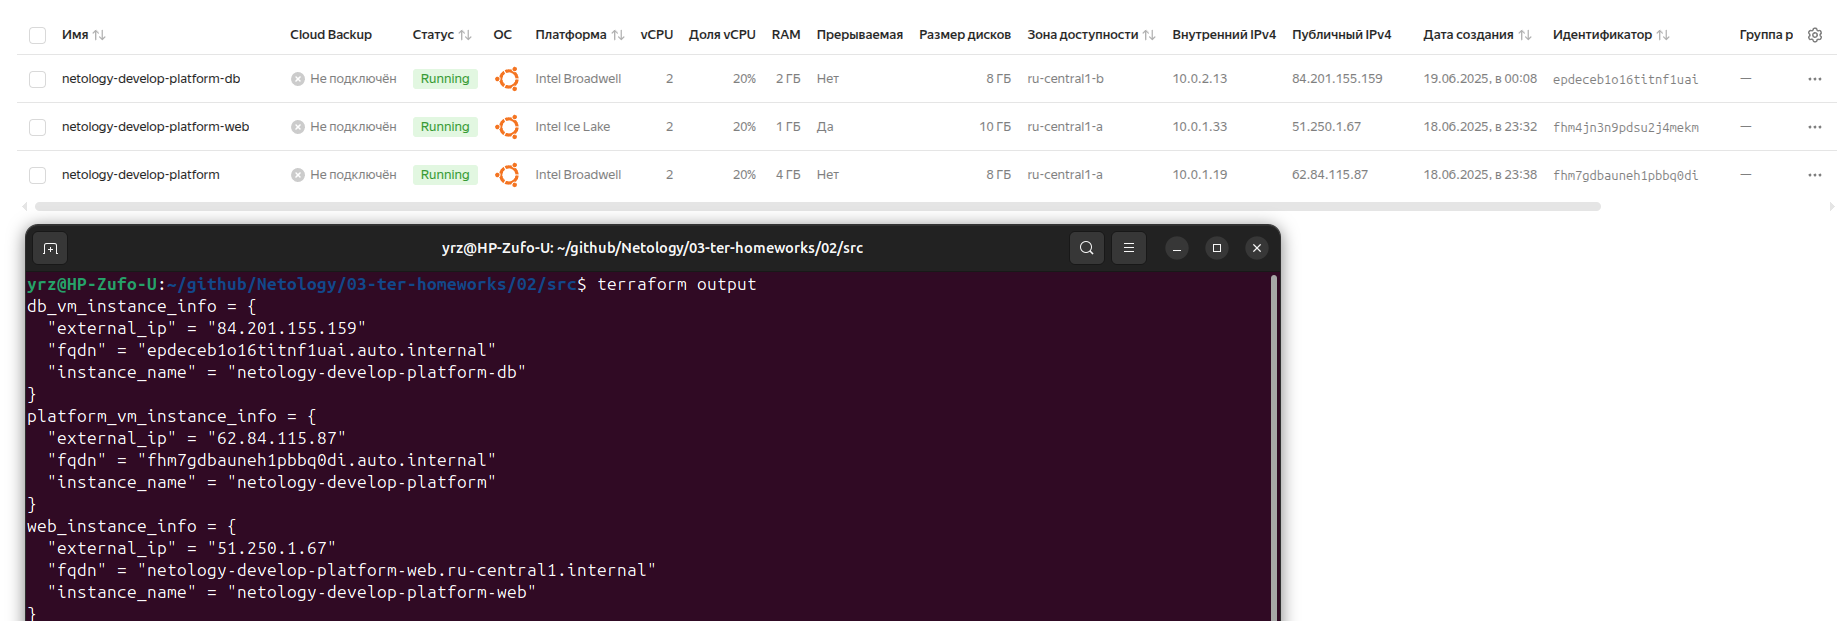 Имя Cloud Backup Статус ОС Платформа vCPU Доля vCPU RAM Прерываемая Размер дисков Зона доступности Внутренний IPv4 Публичный IPv4 Дата создания Идентификатор Группа р
netology-develop-platform-db Не подключён Running Intel Broadwell 2 20% 2 ГБ Нет 8 ГБ ru-central1-b 10.0.2.13 84.201.155.159 19.06.2025, в 00:08 epdeceb1o16titnf1uai — ...
netology-develop-platform-web Не подключён Running Intel Ice Lake 2 20% 1 ГБ Да 10 ГБ ru-central1-a 10.0.1.33 51.250.1.67 18.06.2025, в 23:32 fhm4jn3n9pdsu2j4mekm — ...
netology-develop-platform Не подключён Running Intel Broadwell 2 20% 4 ГБ Нет 8 ГБ ru-central1-a 10.0.1.19 62.84.115.87 18.06.2025, в 23:38 fhm7gdbauneh1pbbq0di — ...
yrz@HP-Zufo-U: ~/github/Netology/03-ter-homeworks/02/src
yrz@HP-Zufo-U:~/github/Netology/03-ter-homeworks/02/src$ terraform output
db_vm_instance_info = {
"external_ip" = "84.201.155.159"
"fqdn" = "epdeceb1o16titnf1uai.auto.internal"
"instance_name" = "netology-develop-platform-db"
}
platform_vm_instance_info = {
"external_ip" = "62.84.115.87"
"fqdn" = "fhm7gdbauneh1pbbq0di.auto.internal"
"instance_name" = "netology-develop-platform"
}
web_instance_info = {
"external_ip" = "51.250.1.67"
"fqdn" = "netology-develop-platform-web.ru-central1.internal"
"instance_name" = "netology-develop-platform-web"
}